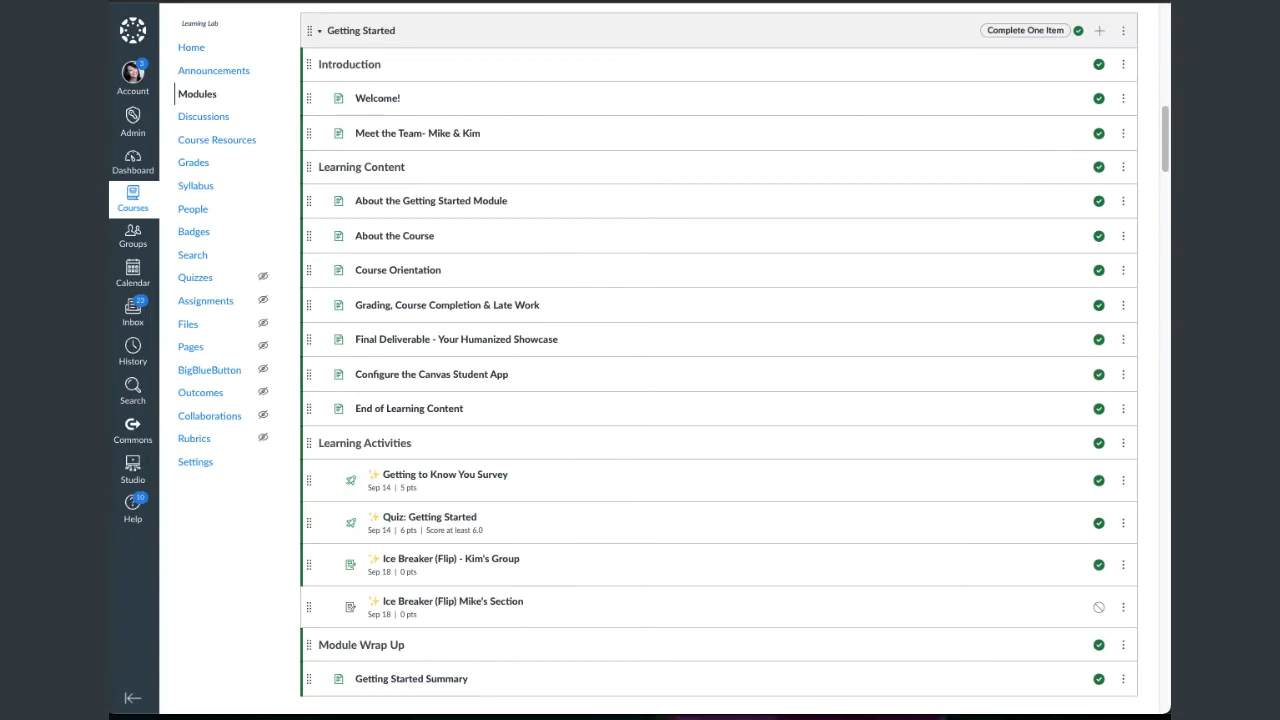 Learning Lab
3
Account
Admin
Dashboard
Courses
Groups
Calendar
22
Inbox
History
Search
Commons
Studio
10
Help
Home
Announcements
Modules
Discussions
Course Resources
Grades
Syllabus
People
Badges
Search
Quizzes
Assignments
Files
Pages
BigBlueButton
Outcomes
Collaborations
Rubrics
Settings
Getting Started
Complete One Item
Introduction
Welcome!
Meet the Team- Mike & Kim
Learning Content
About the Getting Started Module
About the Course
Course Orientation
Grading, Course Completion & Late Work
Final Deliverable - Your Humanized Showcase
Configure the Canvas Student App
End of Learning Content
Learning Activities
✨ Getting to Know You Survey
Sep 14 | 5 pts
✨ Quiz: Getting Started
Sep 14 | 6 pts | Score at least 6.0
✨ Ice Breaker (Flip) - Kim's Group
Sep 18 | 0 pts
✨ Ice Breaker (Flip) Mike's Section
Sep 18 | 0 pts
Module Wrap Up
Getting Started Summary